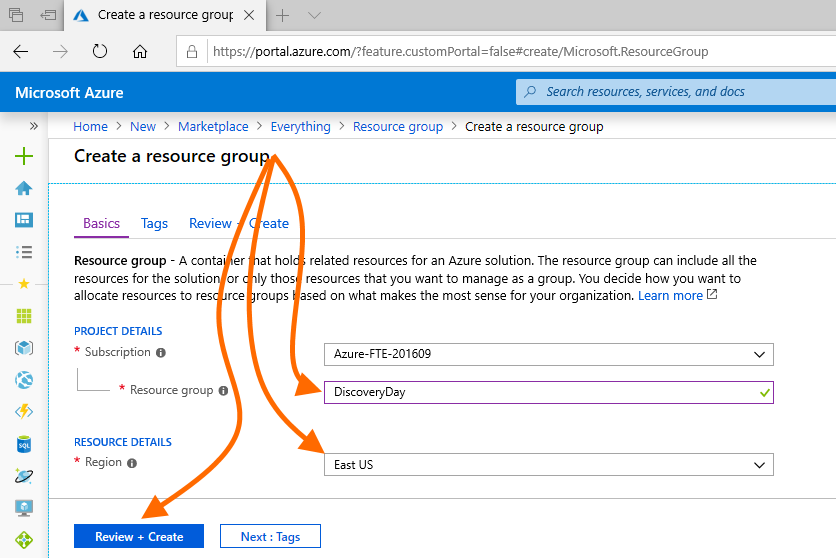 Create a resource group
https://portal.azure.com/?feature.customPortal=false#create/Microsoft.ResourceGroup
Microsoft Azure
Search resources, services, and docs
Home > New > Marketplace > Everything > Resource group > Create a resource group
Create a resource group
Basics Tags Review + Create
Resource group - A container that holds related resources for an Azure solution. The resource group can include all the
resources for the solution, or only those resources that you want to manage as a group. You decide how you want to
allocate resources to resource groups based on what makes the most sense for your organization. Learn more
PROJECT DETAILS
* Subscription
Azure-FTE-201609
* Resource group
DiscoveryDay
RESOURCE DETAILS
* Region
East US
Review + Create
Next : Tags
SQL